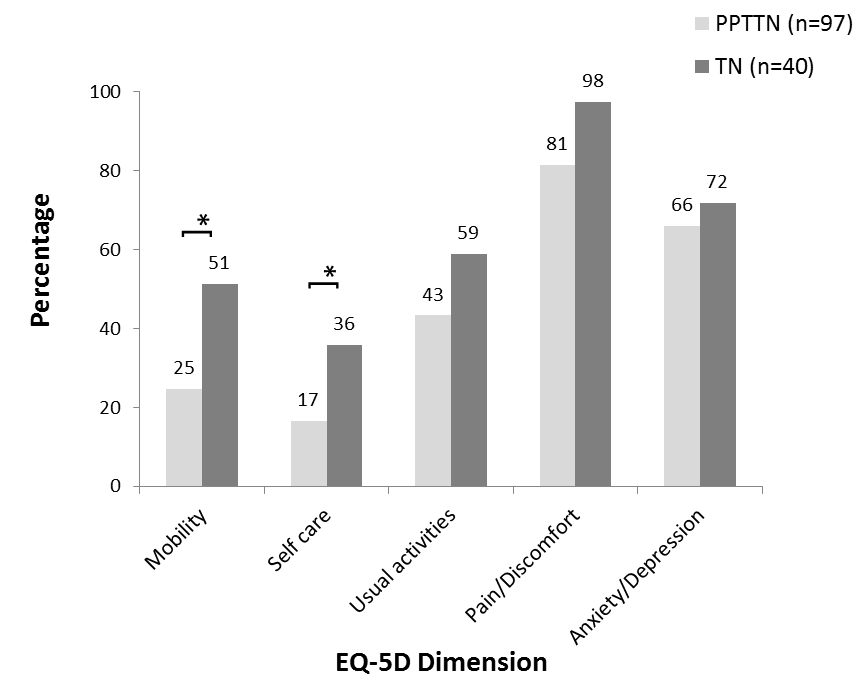 PPTTN (n=97)
TN (n=40)
Percentage
100
80
60
40
20
0
*
*
25
51
17
36
43
59
81
98
66
72
Mobility
Self care
Usual activities
Pain/Discomfort
Anxiety/Depression
EQ-5D Dimension